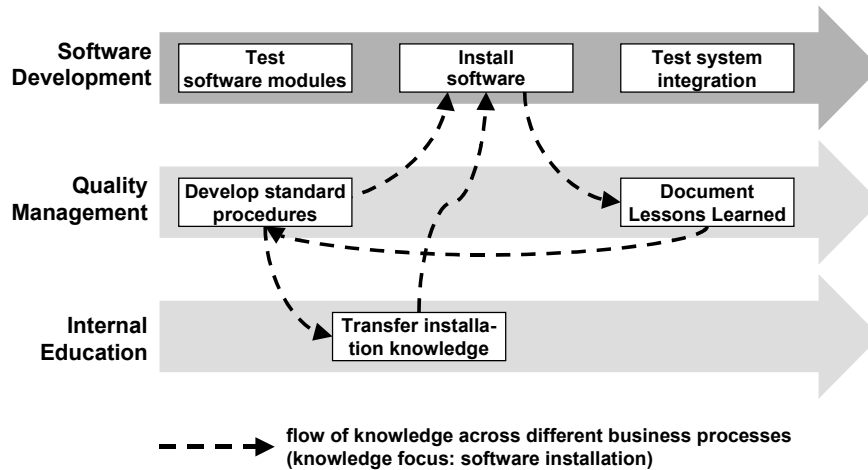 Software
Development
Test
software modules
Install
software
Test system
integration
Quality
Management
Develop standard
procedures
Document
Lessons Learned
Internal
Education
Transfer installa-
tion knowledge
flow of knowledge across different business processes
(knowledge focus: software installation)